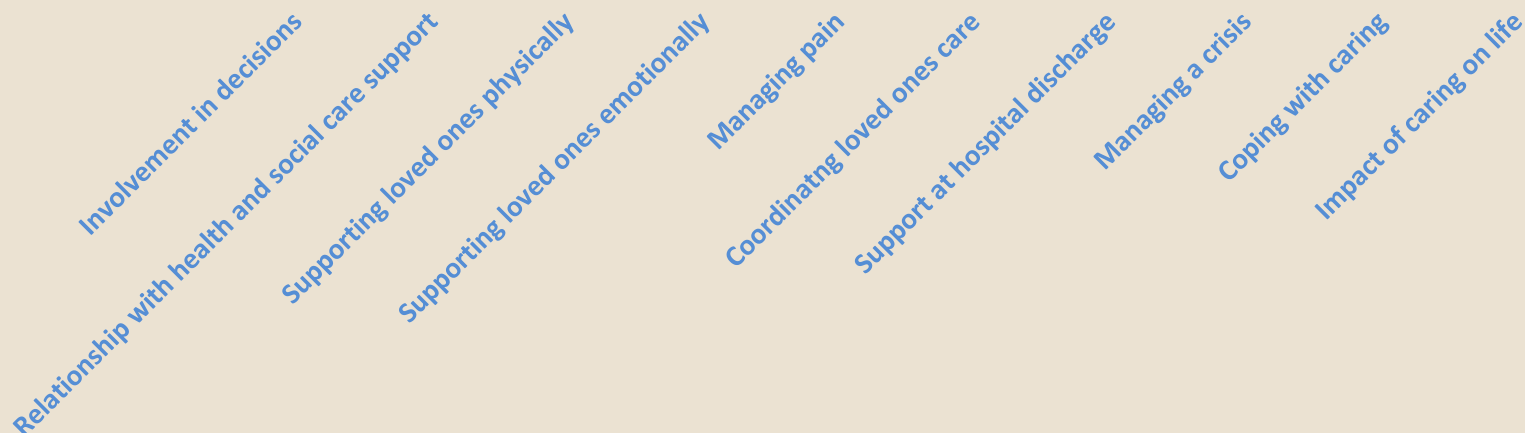 Involvement in decisions
Relationship with health and social care support
Supporting loved ones physically
Supporting loved ones emotionally
Managing pain
Coordinatng loved ones care
Support at hospital discharge
Managing a crisis
Coping with caring
Impact of caring on life